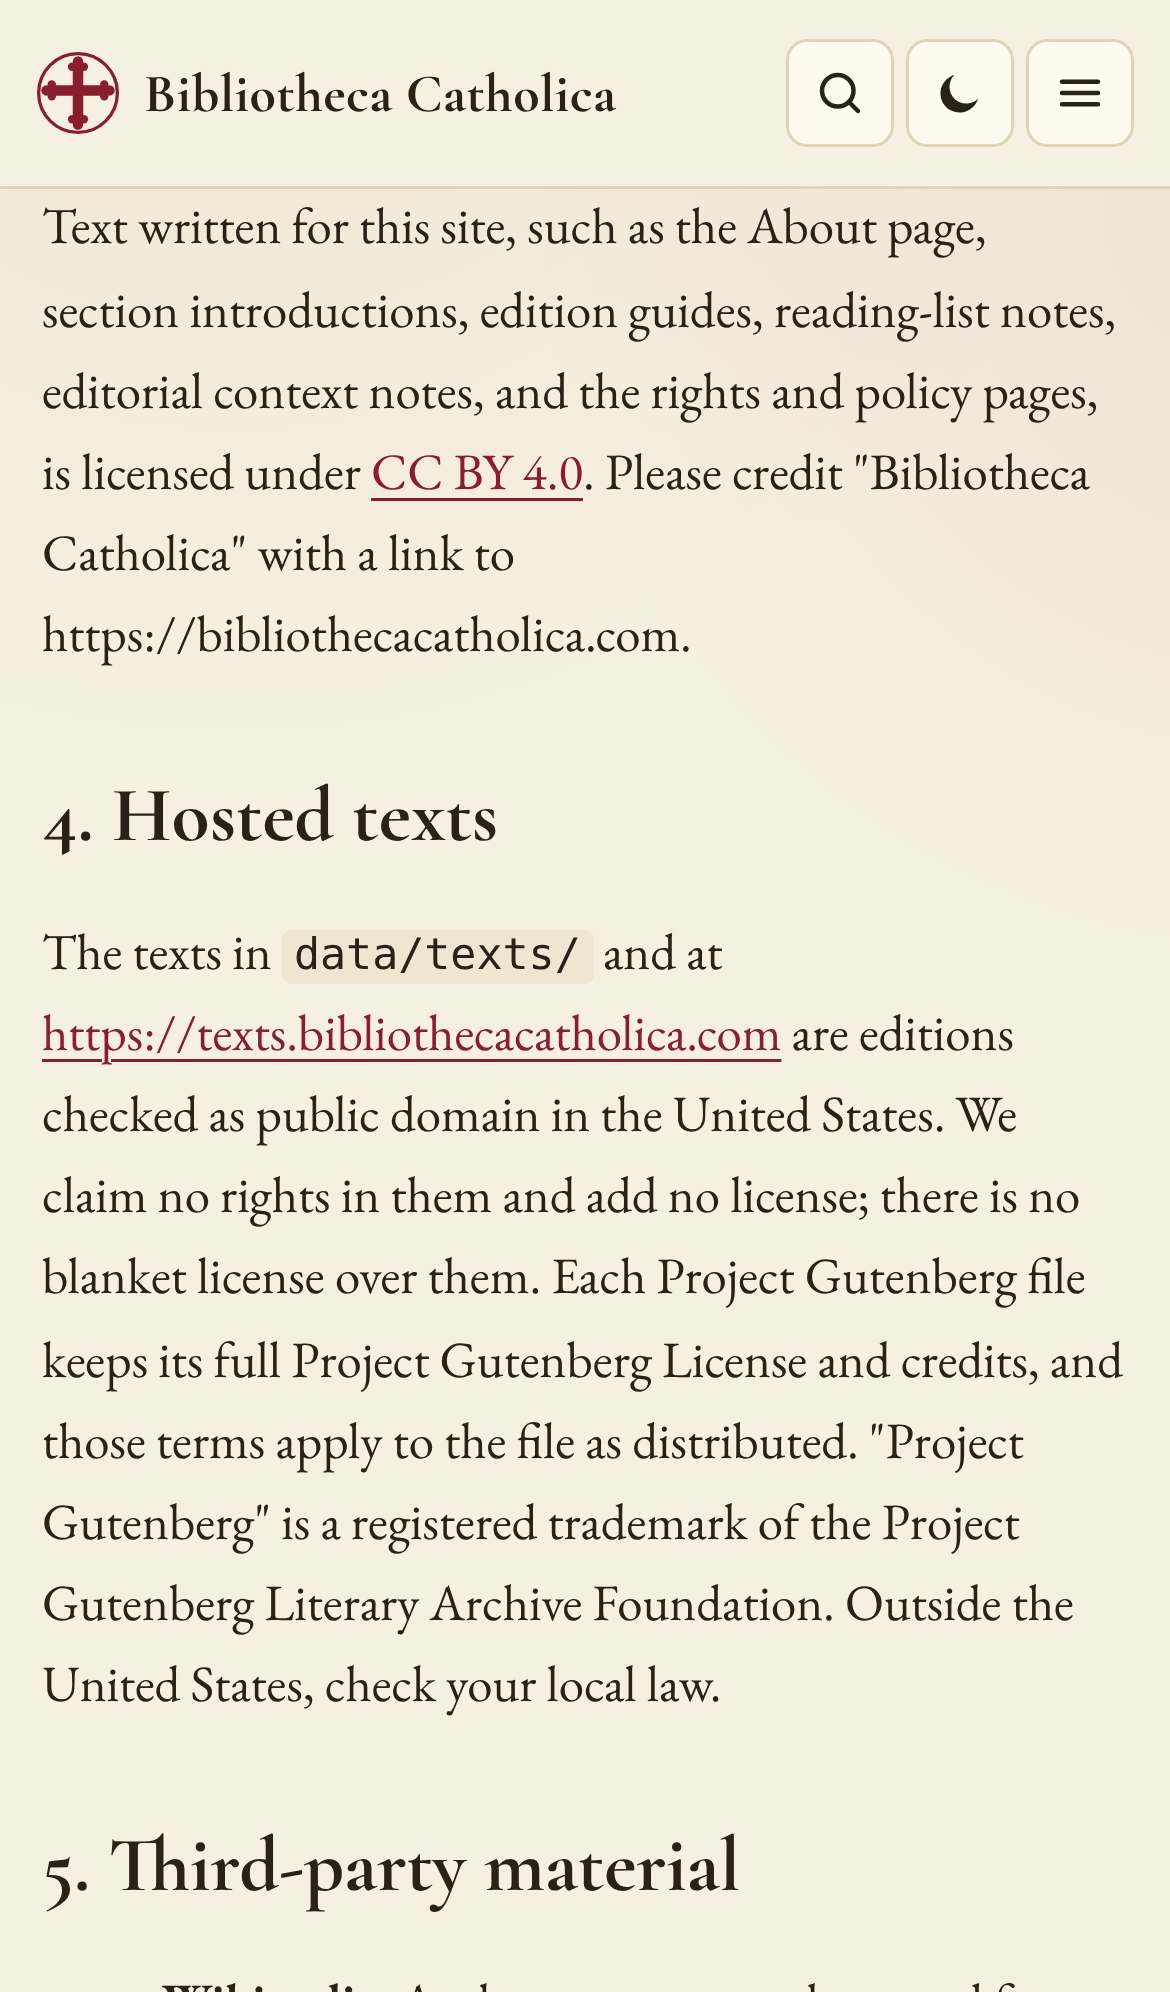 Bibliotheca Catholica
Text written for this site, such as the About page,
section introductions, edition guides, reading-list notes,
editorial context notes, and the rights and policy pages,
is licensed under CC BY 4.0. Please credit "Bibliotheca
Catholica" with a link to
https://bibliothecacatholica.com.
4. Hosted texts
The texts in data/texts/ and at
https://texts.bibliothecacatholica.com are editions
checked as public domain in the United States. We
claim no rights in them and add no license; there is no
blanket license over them. Each Project Gutenberg file
keeps its full Project Gutenberg License and credits, and
those terms apply to the file as distributed. "Project
Gutenberg" is a registered trademark of the Project
Gutenberg Literary Archive Foundation. Outside the
United States, check your local law.
5. Third-party material